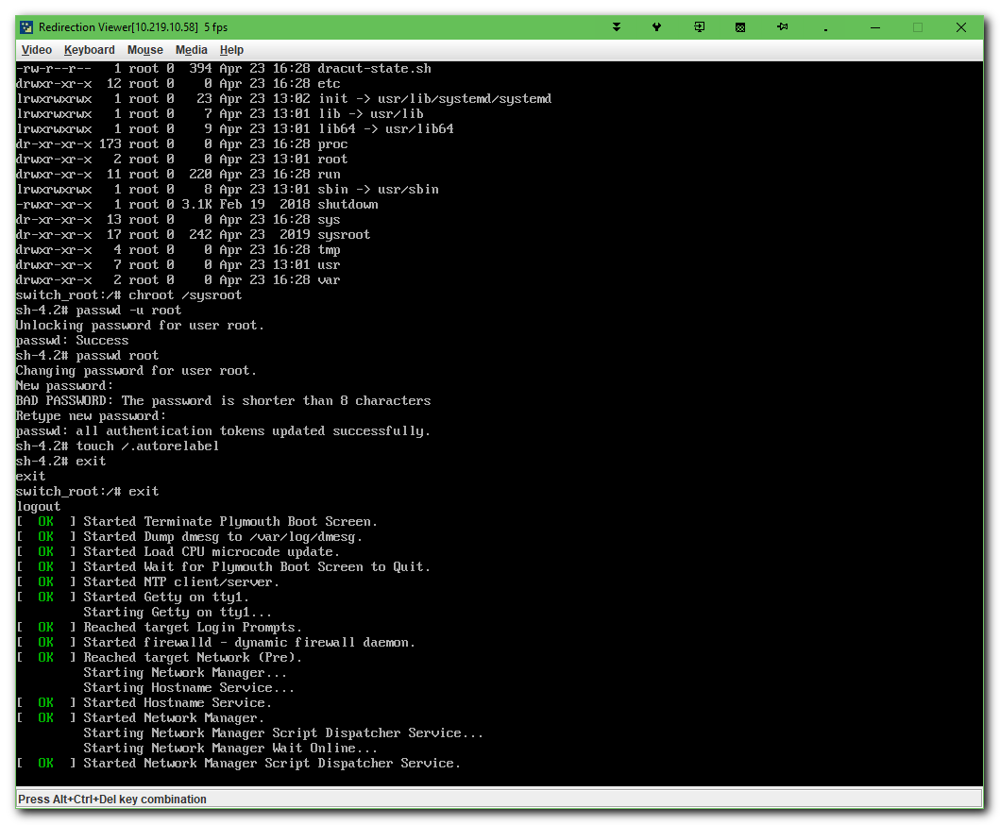 Redirection Viewer[10.219.10.58] 5 fps
Video Keyboard Mouse Media Help
-rw-r--r--   1 root 0  394 Apr 23 16:28 dracut-state.sh
drwxr-xr-x  12 root 0    0 Apr 23 16:28 etc
lrwxrwxrwx   1 root 0   23 Apr 23 13:02 init -> usr/lib/systemd/systemd
lrwxrwxrwx   1 root 0    7 Apr 23 13:01 lib -> usr/lib
lrwxrwxrwx   1 root 0    9 Apr 23 13:01 lib64 -> usr/lib64
dr-xr-xr-x 173 root 0    0 Apr 23 16:28 proc
drwxr-xr-x   2 root 0    0 Apr 23 13:01 root
drwxr-xr-x  11 root 0  220 Apr 23 16:28 run
lrwxrwxrwx   1 root 0    8 Apr 23 13:01 sbin -> usr/sbin
-rwxr-xr-x   1 root 0 3.1K Feb 19  2018 shutdown
dr-xr-xr-x  13 root 0    0 Apr 23 16:28 sys
dr-xr-xr-x  17 root 0  242 Apr 23  2019 sysroot
drwxr-xr-x   4 root 0    0 Apr 23 16:28 tmp
drwxr-xr-x   7 root 0    0 Apr 23 13:01 usr
drwxr-xr-x   2 root 0    0 Apr 23 16:28 var
switch_root:/# chroot /sysroot
sh-4.2# passwd -u root
Unlocking password for user root.
passwd: Success
sh-4.2# passwd root
Changing password for user root.
New password:
BAD PASSWORD: The password is shorter than 8 characters
Retype new password:
passwd: all authentication tokens updated successfully.
sh-4.2# touch /.autorelabel
sh-4.2# exit
exit
switch_root:/# exit
logout
[  OK  ] Started Terminate Plymouth Boot Screen.
[  OK  ] Started Dump dmesg to /var/log/dmesg.
[  OK  ] Started Load CPU microcode update.
[  OK  ] Started Wait for Plymouth Boot Screen to Quit.
[  OK  ] Started NTP client/server.
[  OK  ] Started Getty on tty1.
         Starting Getty on tty1...
[  OK  ] Reached target Login Prompts.
[  OK  ] Started firewalld - dynamic firewall daemon.
[  OK  ] Reached target Network (Pre).
         Starting Network Manager...
         Starting Hostname Service...
[  OK  ] Started Hostname Service.
[  OK  ] Started Network Manager.
         Starting Network Manager Script Dispatcher Service...
         Starting Network Manager Wait Online...
[  OK  ] Started Network Manager Script Dispatcher Service.
Press Alt+Ctrl+Del key combination